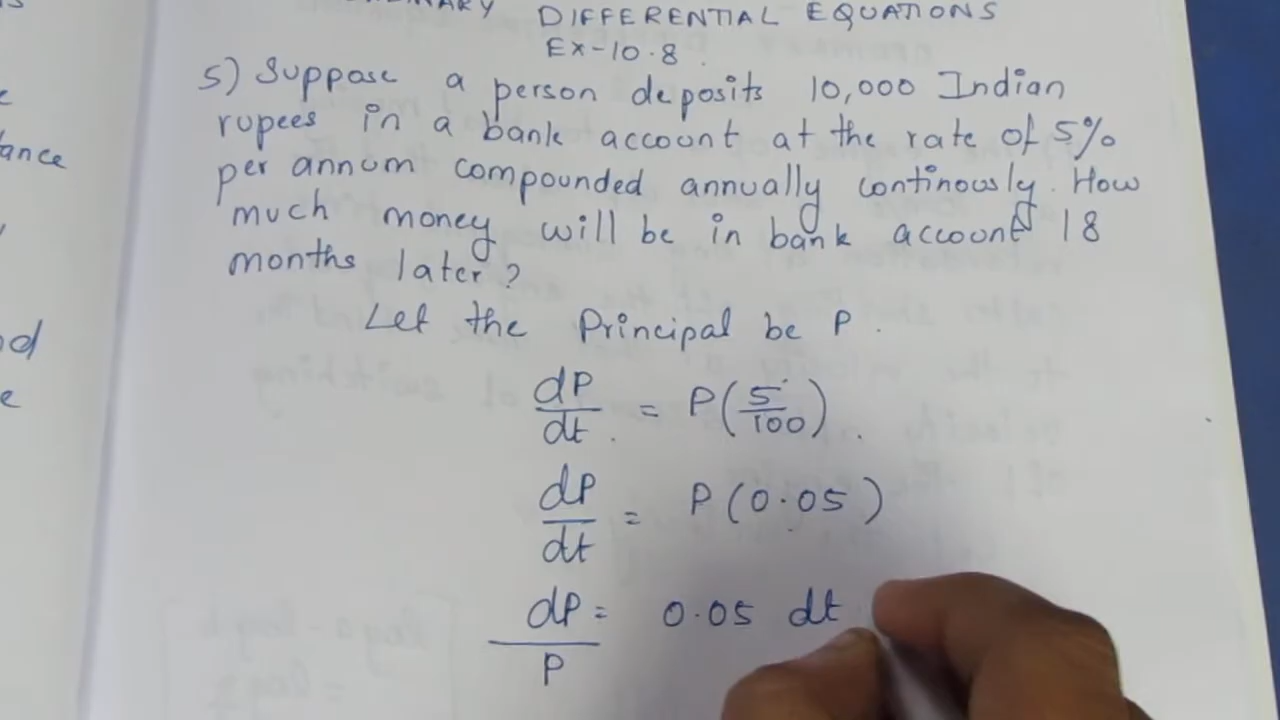 DIFFERENTIAL EQUATIONS
EX-10.8.
5) Suppose a person deposits 10,000 Indian
rupees in a bank account at the rate of 5%
per annum compounded annually continously. How
much money will be in bank account 18
months later?
Let the Principal be P.
dP/dt = P(5/100).
dP/dt = P(0.05)
dP/P = 0.05 dt